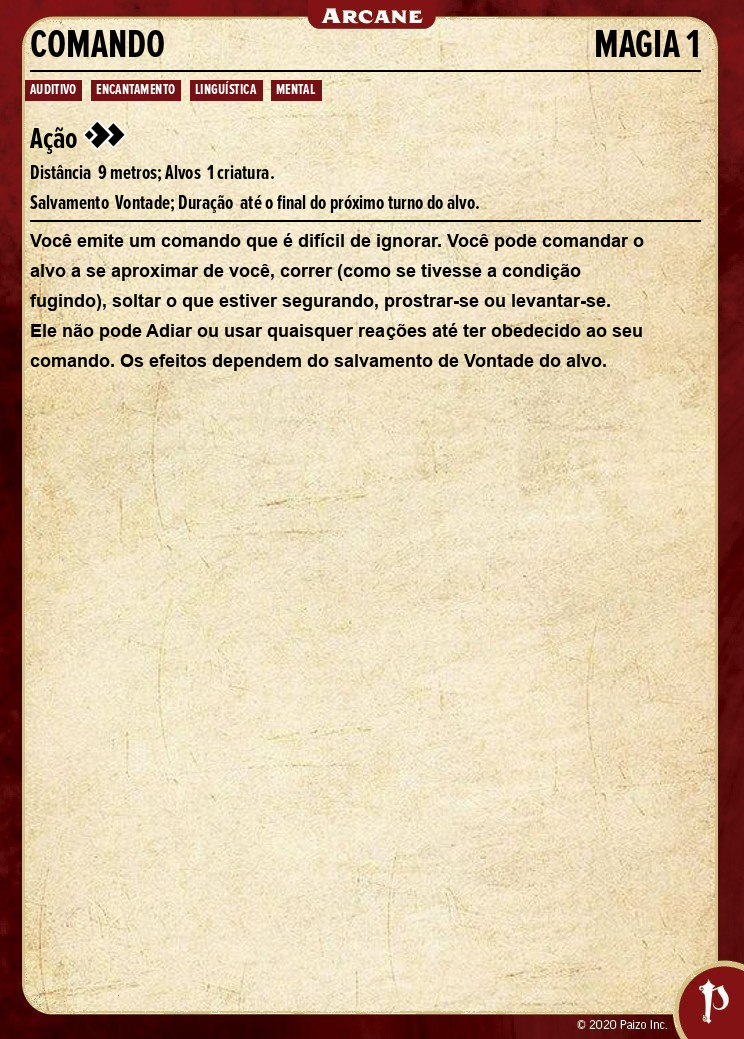 ARCANE
COMANDO MAGIA 1
AUDITIVO ENCANTAMENTO LINGUÍSTICA MENTAL
Ação
Distância 9 metros; Alvos 1 criatura.
Salvamento Vontade; Duração até o final do próximo turno do alvo.
Você emite um comando que é difícil de ignorar. Você pode comandar o
alvo a se aproximar de você, correr (como se tivesse a condição
fugindo), soltar o que estiver segurando, prostrar-se ou levantar-se.
Ele não pode Adiar ou usar quaisquer reações até ter obedecido ao seu
comando. Os efeitos dependem do salvamento de Vontade do alvo.
© 2020 Paizo Inc.
P